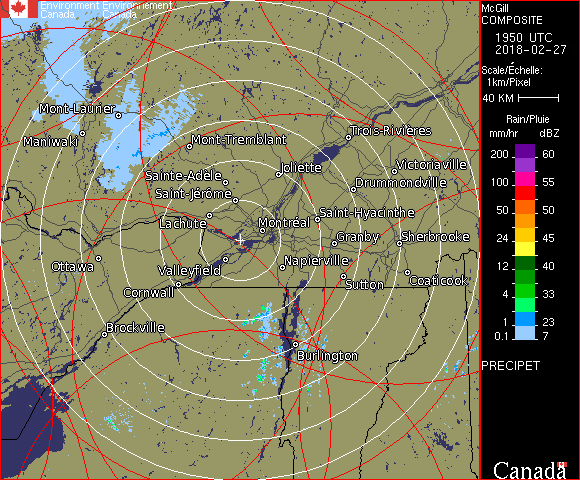 Environment Environnement
Canada Canada
McGill
COMPOSITE
1950 UTC
2018-02-27
Scale/Échelle:
1km/Pixel
40 KM
Rain/Pluie
mm/hr dBZ
200 60
100 55
50 50
24 45
12 40
4 33
1 23
0.1 7
PRECIPET
Canada
Mont-Laurier
Maniwaki
Mont-Tremblant
Trois-Rivières
Sainte-Adèle
Joliette
Victoriaville
Saint-Jérôme
Drummondville
Lachute
Montréal
Saint-Hyacinthe
Granby
Sherbrooke
Ottawa
Valleyfield
Napierville
Cornwall
Sutton
Coaticook
Brockville
Burlington